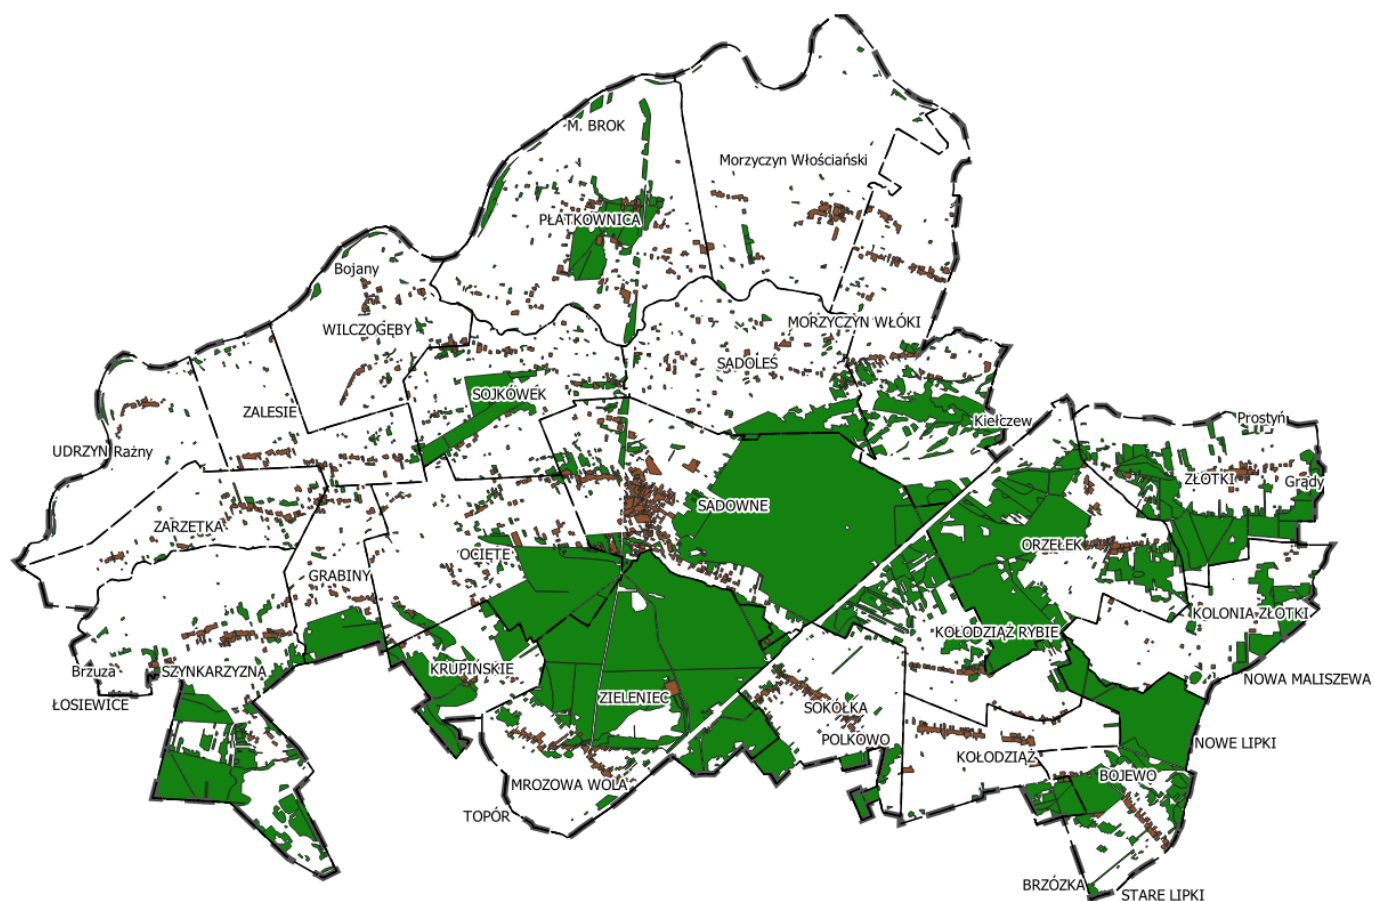 M. BROK
Morzyczyn Włościański
PŁATKOWNICA
Bojany
WILCZOGĘBY
MORZYCZYN WŁÓKI
SADOLEŚ
SOJKÓWEK
ZALESIE
Kiełczew
Prostyń
UDRZYN Rażny
ZŁOTKI
Grądy
SADOWNE
ZARZETKA
OCIĘTE
ORZEŁEK
GRABINY
KOLONIA ZŁOTKI
KOŁODZIĄŻ RYBIE
Brzuza
SZYNKARZYZNA
KRUPIŃSKIE
NOWA MALISZEWA
ŁOSIEWICE
ZIELENIEC
SOKÓŁKA
POLKOWO
NOWE LIPKI
KOŁODZIĄŻ
BOJEWO
MROZOWA WOLA
TOPÓR
BRZÓZKA
STARE LIPKI